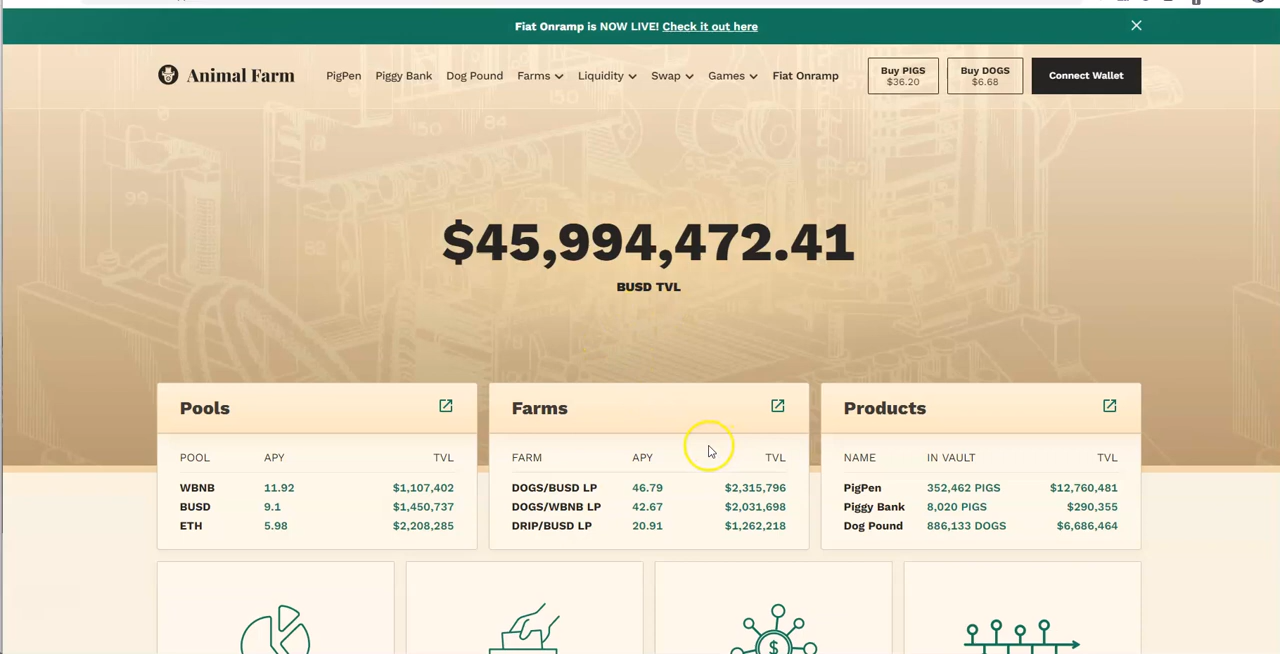 Fiat Onramp is NOW LIVE! Check it out here
Animal Farm PigPen Piggy Bank Dog Pound Farms Liquidity Swap Games Fiat Onramp
Buy PIGS
$36.20
Buy DOGS
$6.68
Connect Wallet
150
84
150
99
82
$45,994,472.41
BUSD TVL
Pools
POOL APY TVL
WBNB 11.92 $1,107,402
BUSD 9.1 $1,450,737
ETH 5.98 $2,208,285
Farms
FARM APY TVL
DOGS/BUSD LP 46.79 $2,315,796
DOGS/WBNB LP 42.67 $2,031,698
DRIP/BUSD LP 20.91 $1,262,218
Products
NAME IN VAULT TVL
PigPen 352,462 PIGS $12,760,481
Piggy Bank 8,020 PIGS $290,355
Dog Pound 886,133 DOGS $6,686,464
$